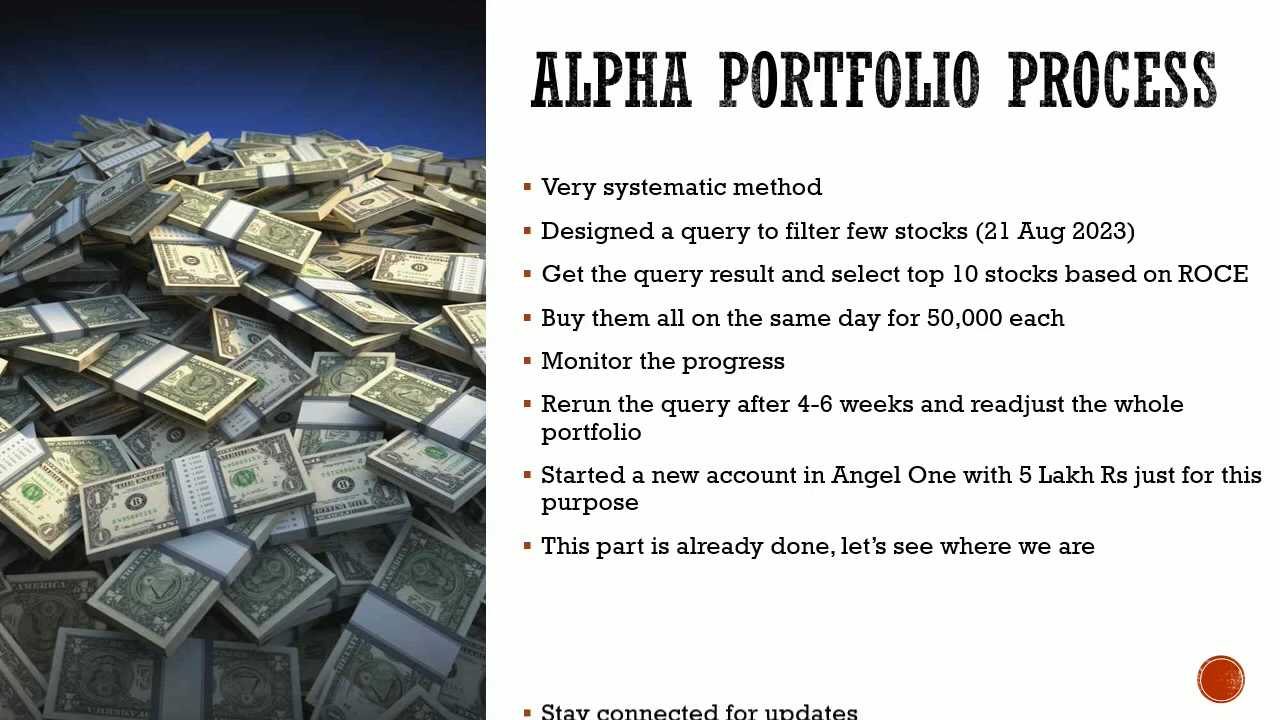 ALPHA PORTFOLIO PROCESS
▪ Very systematic method
▪ Designed a query to filter few stocks (21 Aug 2023)
▪ Get the query result and select top 10 stocks based on ROCE
▪ Buy them all on the same day for 50,000 each
▪ Monitor the progress
▪ Rerun the query after 4-6 weeks and readjust the whole
portfolio
▪ Started a new account in Angel One with 5 Lakh Rs just for this
purpose
▪ This part is already done, let’s see where we are
▪ Stay connected for updates